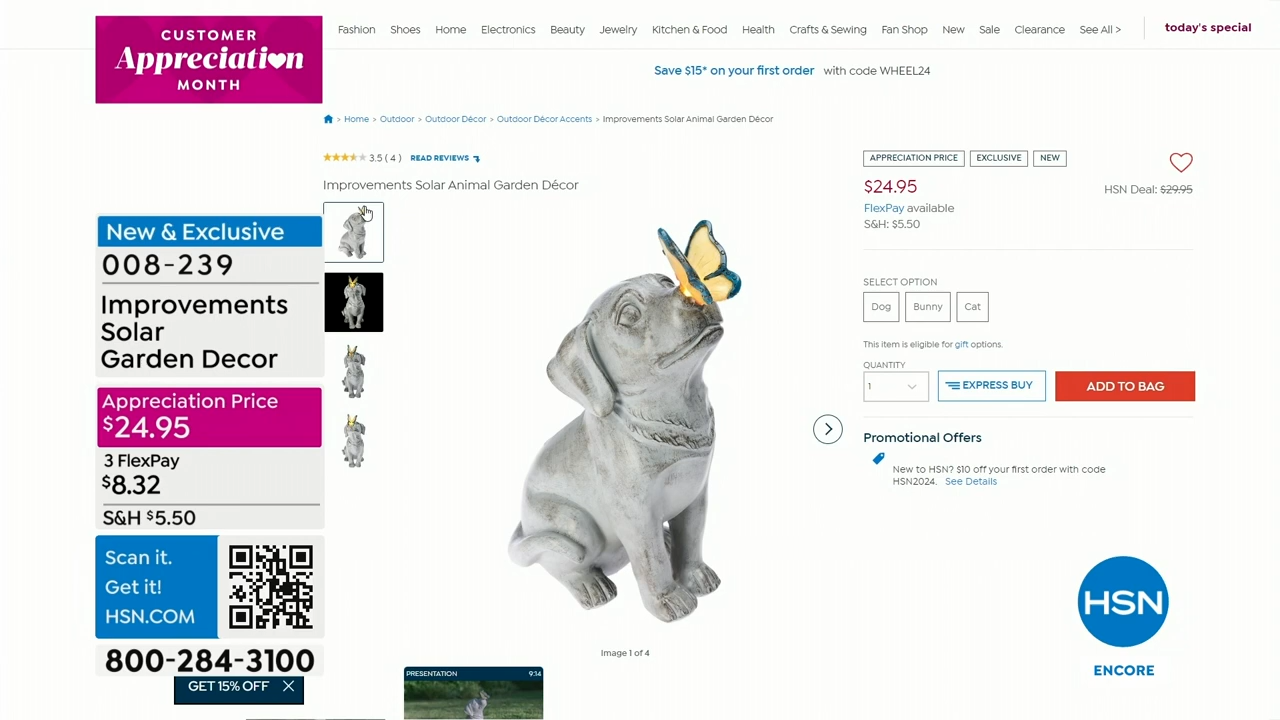 CUSTOMER
Appreciation
MONTH
Fashion Shoes Home Electronics Beauty Jewelry Kitchen & Food Health Crafts & Sewing Fan Shop New Sale Clearance See All > today's special
Save $15* on your first order with code WHEEL24
> Home > Outdoor > Outdoor Décor > Outdoor Décor Accents > Improvements Solar Animal Garden Décor
3.5 ( 4 ) READ REVIEWS
Improvements Solar Animal Garden Décor
APPRECIATION PRICE EXCLUSIVE NEW
$24.95
HSN Deal: $29.95
FlexPay available
S&H: $5.50
SELECT OPTION
Dog Bunny Cat
This item is eligible for gift options.
QUANTITY
1 EXPRESS BUY ADD TO BAG
Promotional Offers
New to HSN? $10 off your first order with code
HSN2024. See Details
New & Exclusive
008-239
Improvements
Solar
Garden Decor
Appreciation Price
$24.95
3 FlexPay
$8.32
S&H $5.50
Scan it.
Get it!
HSN.COM
800-284-3100
GET 15% OFF
Image 1 of 4
PRESENTATION 9:14
HSN
ENCORE